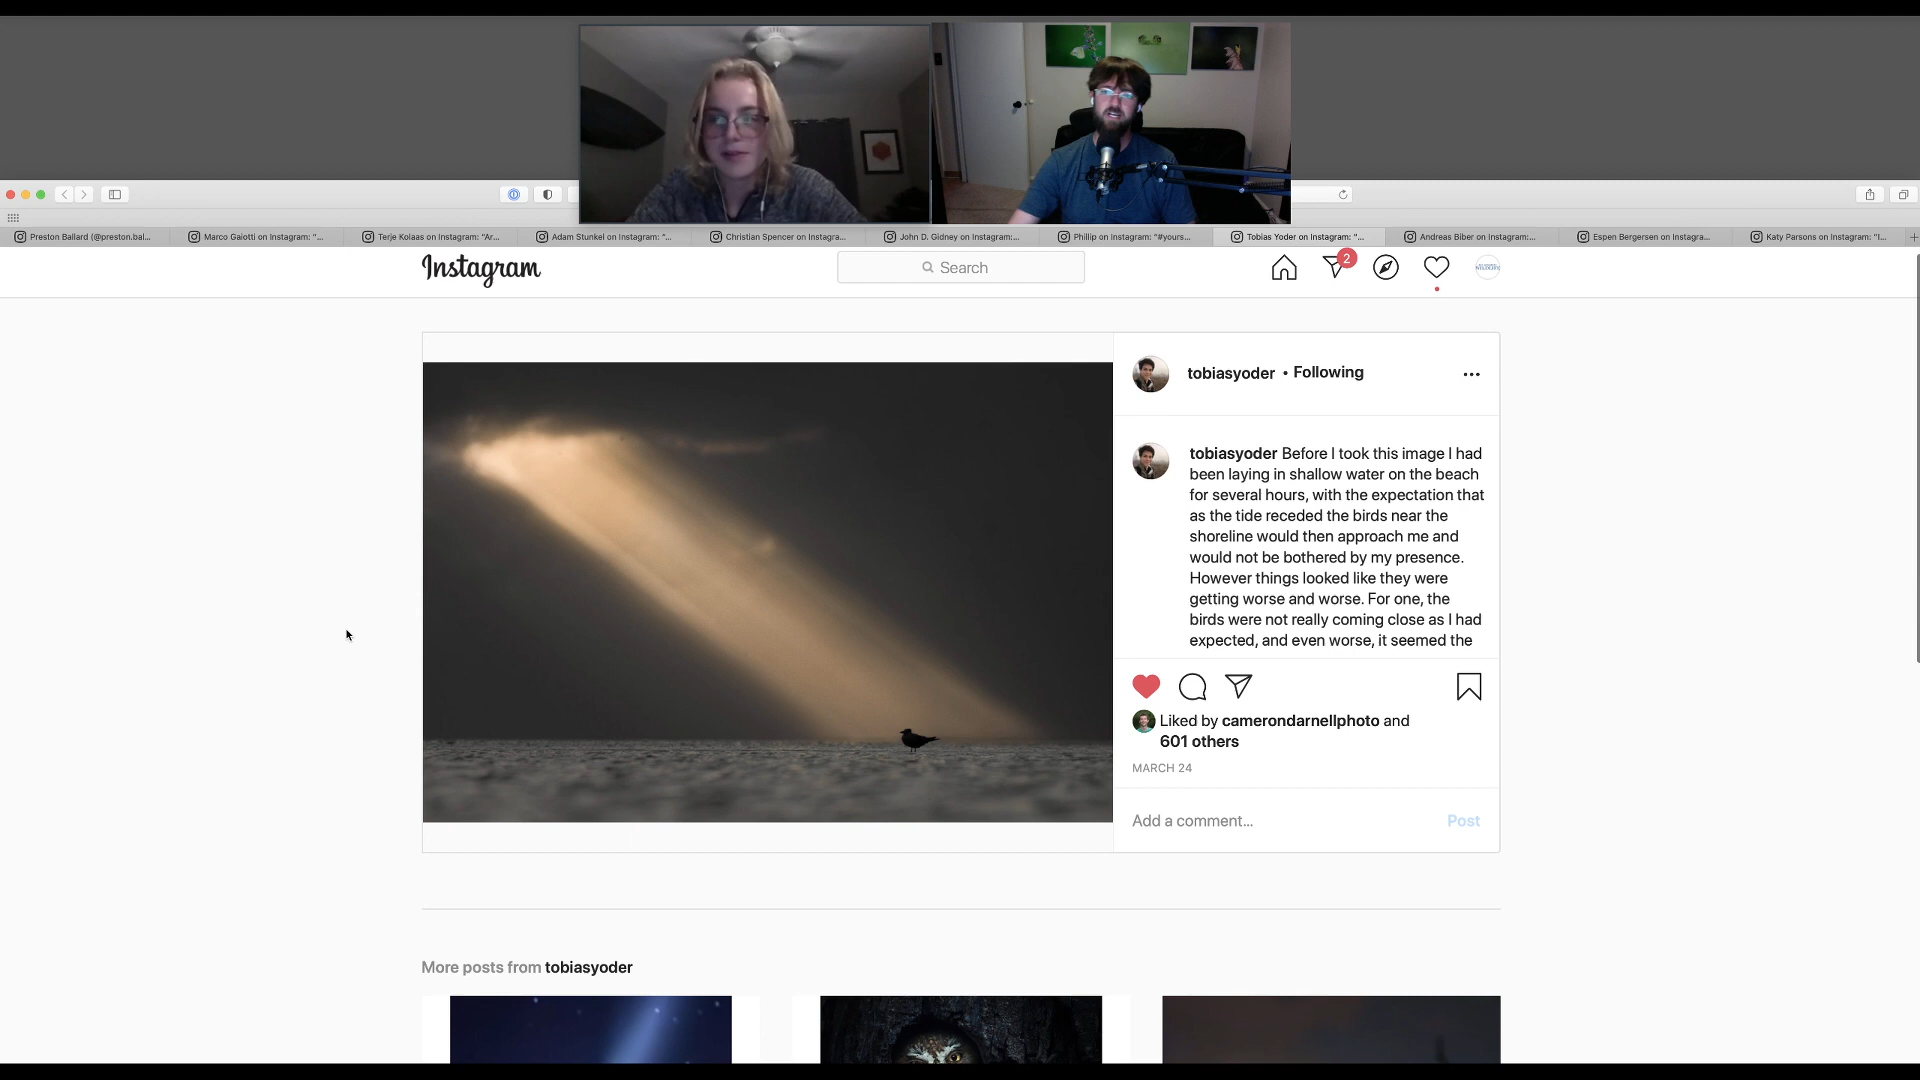 Preston Ballard (@preston.bal...
Marco Gaiotti on Instagram: "...
Terje Kolaas on Instagram: "Ar...
Adam Stunkel on Instagram: "...
Christian Spencer on Instagra...
John D. Gidney on Instagram:...
Phillip on Instagram: "#yours...
Tobias Yoder on Instagram: "...
Andreas Biber on Instagram:...
Espen Bergersen on Instagra...
Katy Parsons on Instagram: "I...
Instagram
Search
2
tobiasyoder • Following
tobiasyoder Before I took this image I had
been laying in shallow water on the beach
for several hours, with the expectation that
as the tide receded the birds near the
shoreline would then approach me and
would not be bothered by my presence.
However things looked like they were
getting worse and worse. For one, the
birds were not really coming close as I had
expected, and even worse, it seemed the
Liked by camerondarnellphoto and
601 others
MARCH 24
Add a comment...
Post
More posts from tobiasyoder